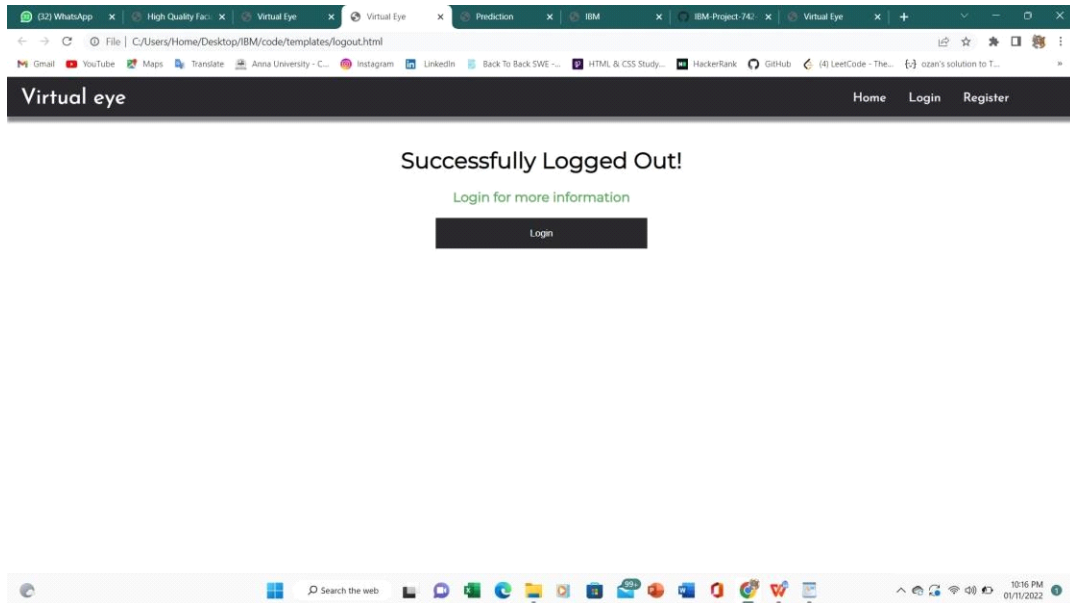 (32) WhatsApp
High Quality Faci
Virtual Eye
Virtual Eye
Prediction
IBM
IBM-Project-742
Virtual Eye
File | C:/Users/Home/Desktop/IBM/code/templates/logout.html
Gmail YouTube Maps Translate Anna University - C... Instagram LinkedIn Back To Back SWE -... HTML & CSS Study... HackerRank GitHub (4) LeetCode - The... ozan's solution to T...
Virtual eye
Home Login Register
Successfully Logged Out!
Login for more information
Login
Search the web
99+
10:16 PM
01/11/2022